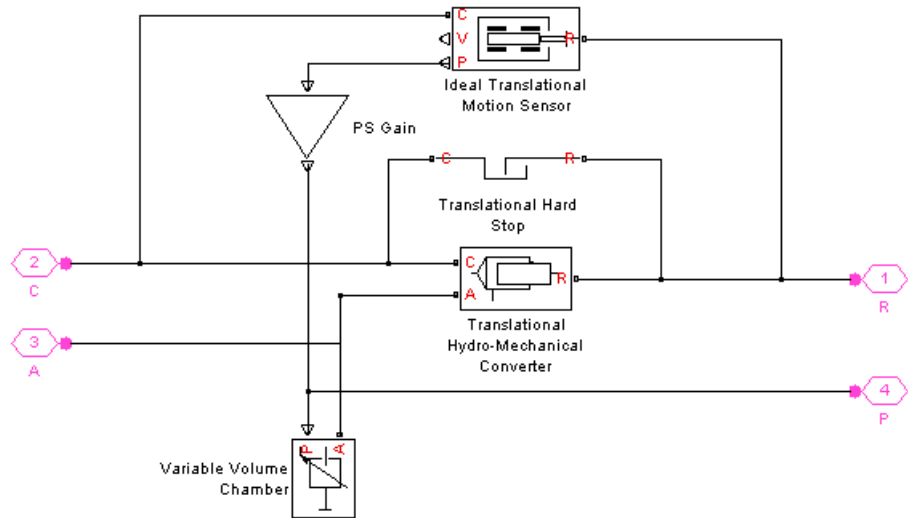 C
V
P
R
Ideal Translational
Motion Sensor
PS Gain
C
R
Translational Hard
Stop
2
C
C
A
R
1
R
Translational
Hydro-Mechanical
Converter
3
A
4
P
P
A
Variable Volume
Chamber